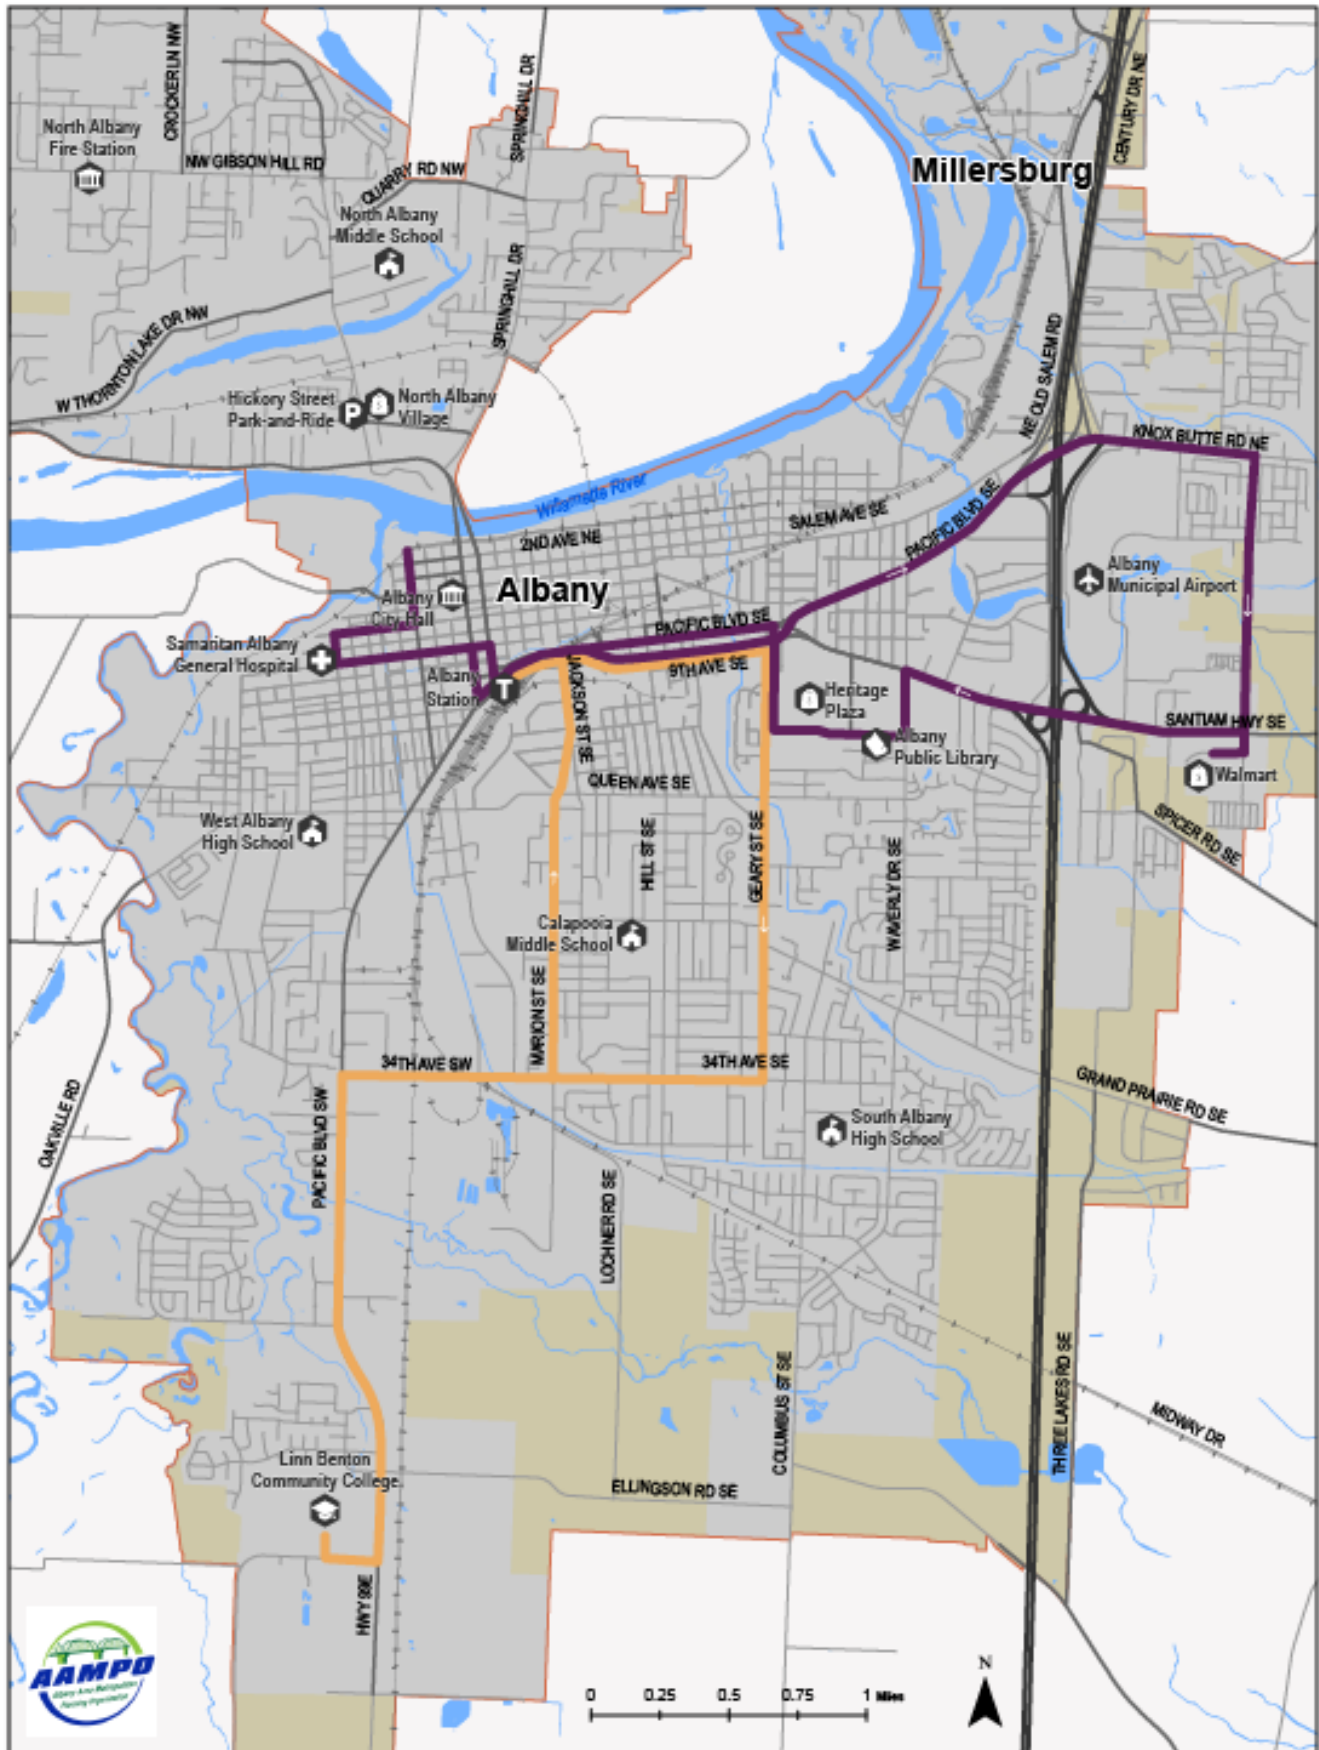 CROCKER LN NW
SPRINGHILL DR
CENTURY DR NE
North Albany
Fire Station
NW GIBSON HILL RD
QUARRY RD NW
Millersburg
North Albany
Middle School
SPRINGHILL DR
W THORNTON LAKE DR NW
NE OLD SALEM RD
Hickory Street
Park-and-Ride
P
North Albany
Village
KNOX BUTTE RD NE
Willamette River
SALEM AVE SE
2ND AVE NE
PACIFIC BLVD SE
Albany
Albany
City Hall
Albany
Municipal Airport
PACIFIC BLVD SE
Samaritan Albany
General Hospital
Albany
Station
T
JACKSON ST SE
9TH AVE SE
Heritage
Plaza
SANTIAM HWY SE
Albany
Public Library
QUEEN AVE SE
Walmart
West Albany
High School
HILL ST SE
GEARY ST SE
WAVERLY DR SE
SPICER RD SE
Calapooia
Middle School
MARION ST SE
34TH AVE SW
34TH AVE SE
OAKVILLE RD
PACIFIC BLVD SW
GRAND PRAIRIE RD SE
South Albany
High School
LOCHNER RD SE
COLUMBUS ST SE
THREE LAKES RD SE
MIDWAY DR
Linn Benton
Community College
ELLINGSON RD SE
HWY 99E
AAMPO
Albany Area Metropolitan
Planning Organization
0 0.25 0.5 0.75 1 Miles
N